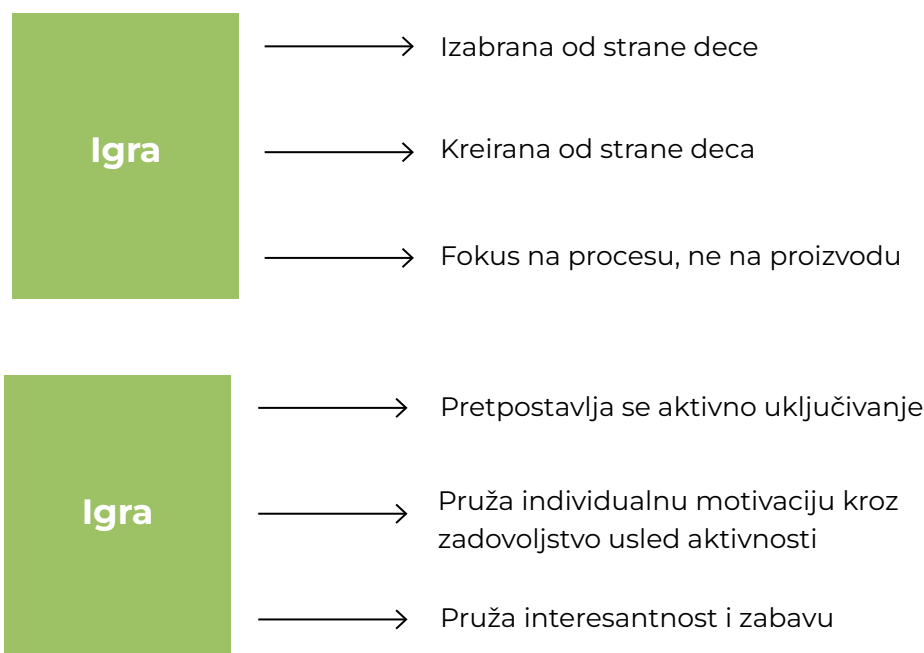 Igra
Izabrana od strane dece
Kreirana od strane deca
Fokus na procesu, ne na proizvodu
Igra
Pretpostavlja se aktivno uključivanje
Pruža individualnu motivaciju kroz
zadovoljstvo usled aktivnosti
Pruža interesantnost i zabavu